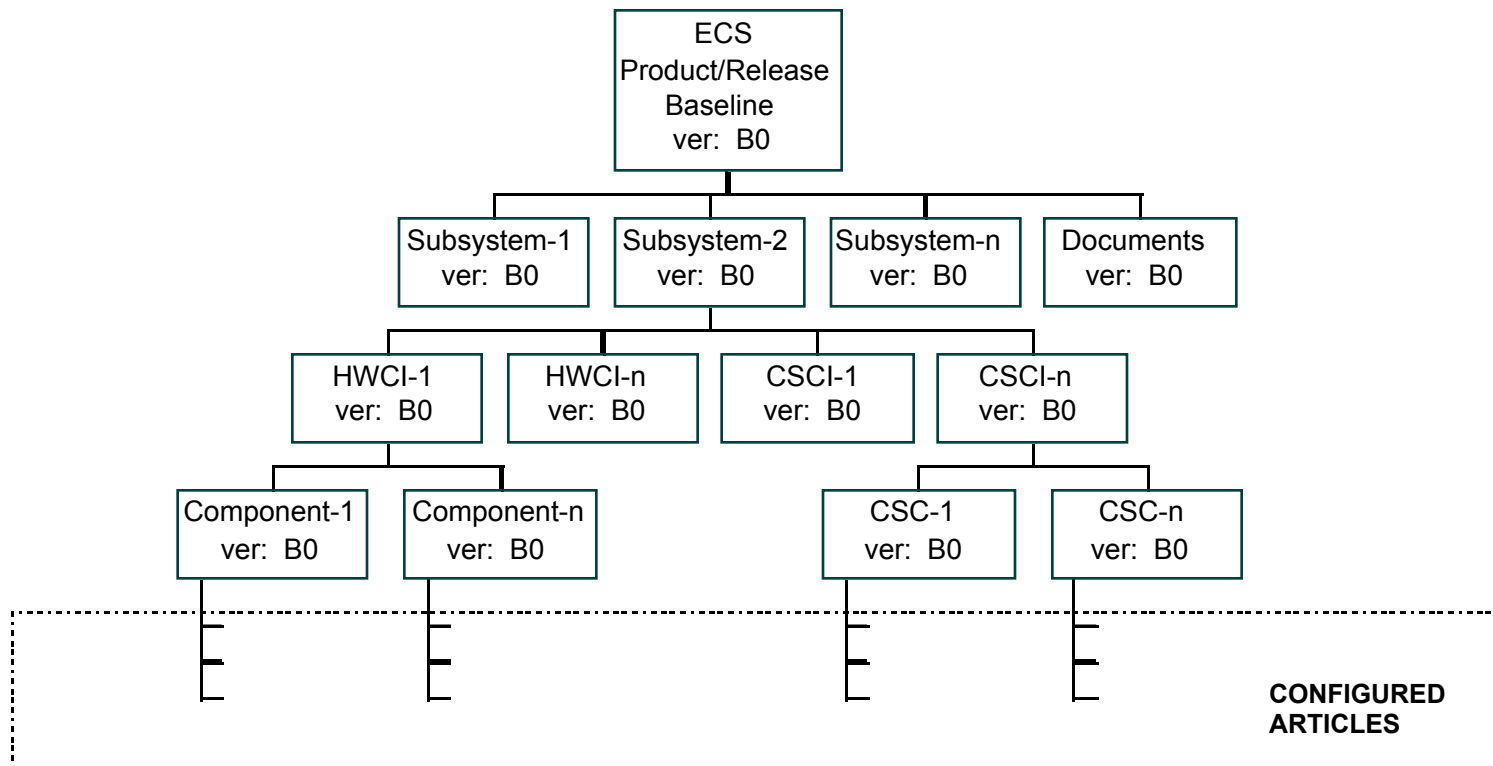 ECS
Product/Release
Baseline
ver: B0
Subsystem-1
ver: B0
Subsystem-2
ver: B0
Subsystem-n
ver: B0
Documents
ver: B0
HWCI-1
ver: B0
HWCI-n
ver: B0
CSCI-1
ver: B0
CSCI-n
ver: B0
Component-1
ver: B0
Component-n
ver: B0
CSC-1
ver: B0
CSC-n
ver: B0
CONFIGURED
ARTICLES